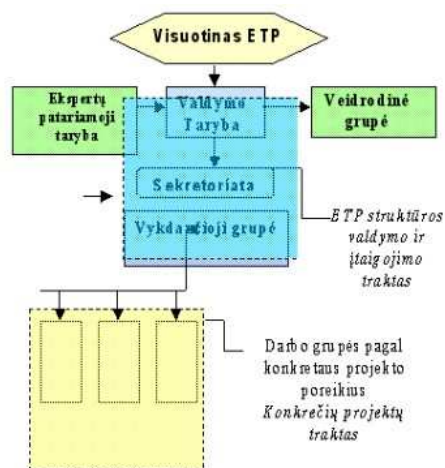 Visuotinas ETP
Ekspertų
patariamoji
taryba
Valdymo
Taryba
Veidrodinė
grupė
Sekretoriata
Vykdančioji grupė
ETP struktūros
valdymo ir
įtaigojimo
traktas
Darbo grupės pagal
konkretaus projekto
poreikius
Konkrečių projektų
traktas